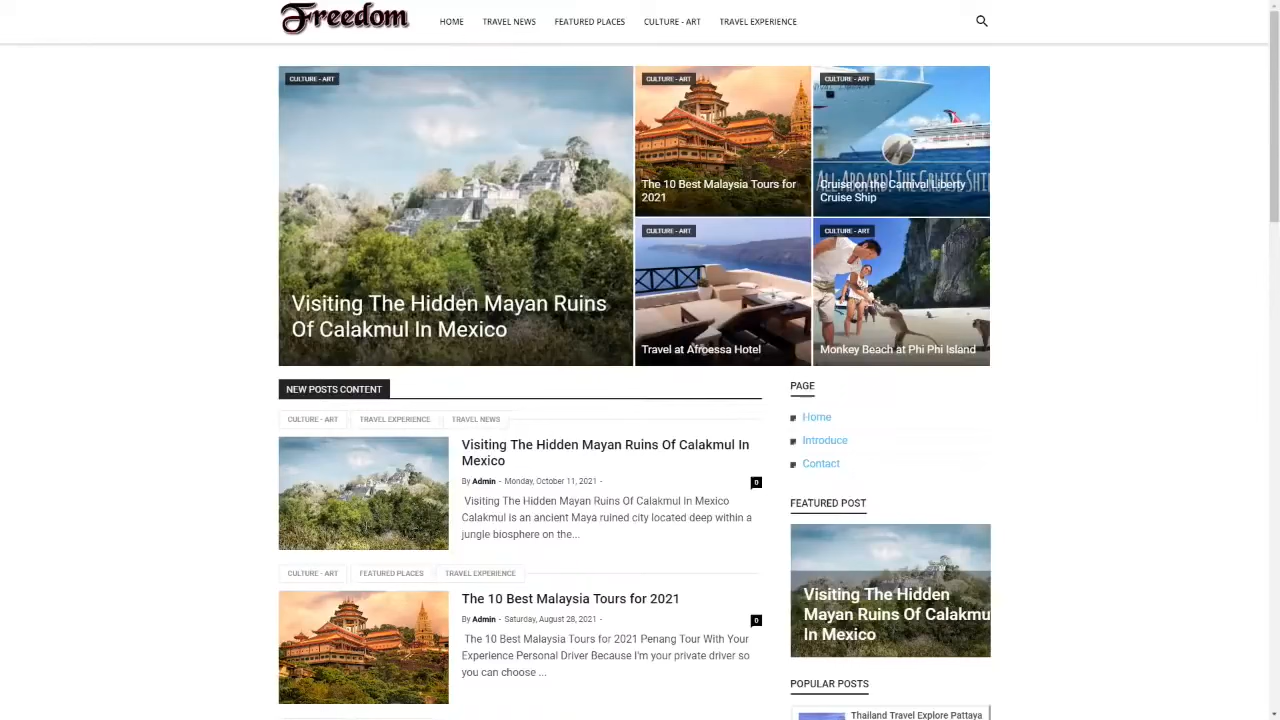 Freedom
HOME
TRAVEL NEWS
FEATURED PLACES
CULTURE - ART
TRAVEL EXPERIENCE
CULTURE - ART
Visiting The Hidden Mayan Ruins
Of Calakmul In Mexico
CULTURE - ART
The 10 Best Malaysia Tours for
2021
CULTURE - ART
ALL ABOARD! THE CRUISE SHIP
Cruise on the Carnival Liberty
Cruise Ship
CULTURE - ART
Travel at Afroessa Hotel
CULTURE - ART
Monkey Beach at Phi Phi Island
NEW POSTS CONTENT
CULTURE - ART
TRAVEL EXPERIENCE
TRAVEL NEWS
Visiting The Hidden Mayan Ruins Of Calakmul In
Mexico
By Admin - Monday, October 11, 2021 -
0
Visiting The Hidden Mayan Ruins Of Calakmul In Mexico
Calakmul is an ancient Maya ruined city located deep within a
jungle biosphere on the...
CULTURE - ART
FEATURED PLACES
TRAVEL EXPERIENCE
The 10 Best Malaysia Tours for 2021
By Admin - Saturday, August 28, 2021 -
0
The 10 Best Malaysia Tours for 2021 Penang Tour With Your
Experience Personal Driver Because I'm your private driver so
you can choose ...
PAGE
Home
Introduce
Contact
FEATURED POST
Visiting The Hidden
Mayan Ruins Of Calakmu
In Mexico
POPULAR POSTS
Thailand Travel Explore Pattaya